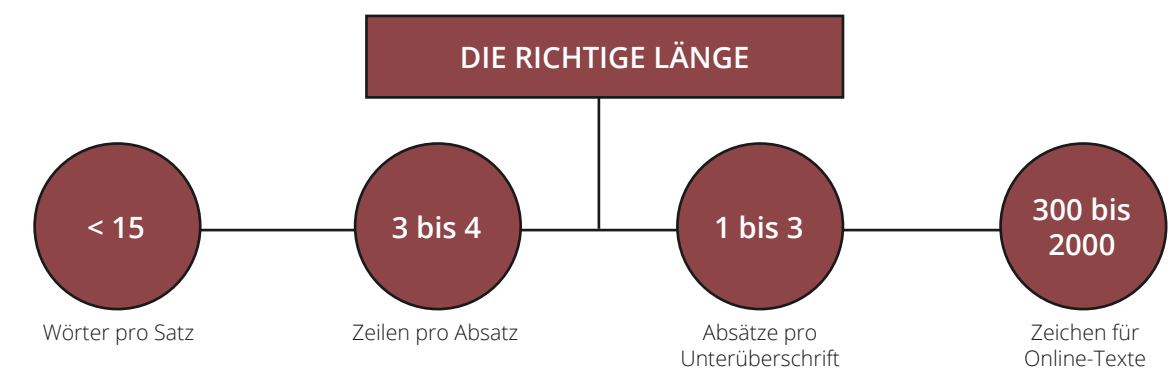 DIE RICHTIGE LÄNGE
< 15
Wörter pro Satz
3 bis 4
Zeilen pro Absatz
1 bis 3
Absätze pro
Unterüberschrift
300 bis
2000
Zeichen für
Online-Texte